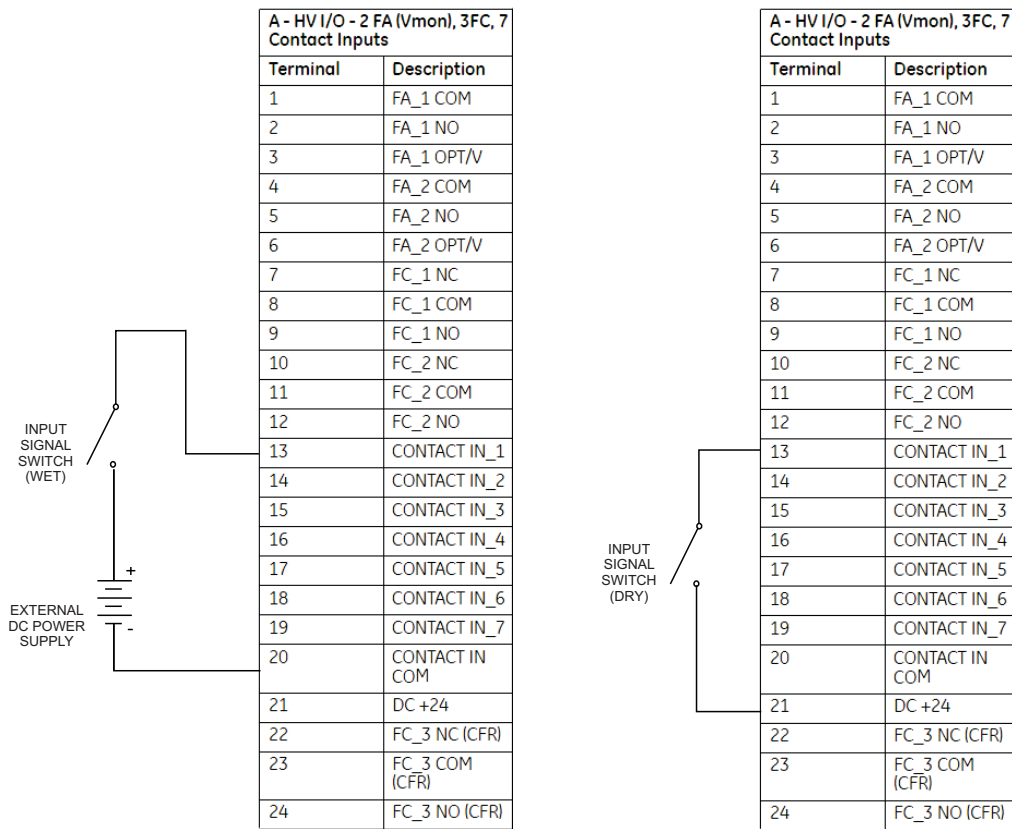 A - HV I/O - 2 FA (Vmon), 3FC, 7
Contact Inputs
Terminal Description
1 FA_1 COM
2 FA_1 NO
3 FA_1 OPT/V
4 FA_2 COM
5 FA_2 NO
6 FA_2 OPT/V
7 FC_1 NC
8 FC_1 COM
9 FC_1 NO
10 FC_2 NC
11 FC_2 COM
12 FC_2 NO
13 CONTACT IN_1
14 CONTACT IN_2
15 CONTACT IN_3
16 CONTACT IN_4
17 CONTACT IN_5
18 CONTACT IN_6
19 CONTACT IN_7
20 CONTACT IN
COM
21 DC +24
22 FC_3 NC (CFR)
23 FC_3 COM
(CFR)
24 FC_3 NO (CFR)
INPUT
SIGNAL
SWITCH
(WET)
+
EXTERNAL
DC POWER
SUPPLY
-
A - HV I/O - 2 FA (Vmon), 3FC, 7
Contact Inputs
Terminal Description
1 FA_1 COM
2 FA_1 NO
3 FA_1 OPT/V
4 FA_2 COM
5 FA_2 NO
6 FA_2 OPT/V
7 FC_1 NC
8 FC_1 COM
9 FC_1 NO
10 FC_2 NC
11 FC_2 COM
12 FC_2 NO
13 CONTACT IN_1
14 CONTACT IN_2
15 CONTACT IN_3
16 CONTACT IN_4
17 CONTACT IN_5
18 CONTACT IN_6
19 CONTACT IN_7
20 CONTACT IN
COM
21 DC +24
22 FC_3 NC (CFR)
23 FC_3 COM
(CFR)
24 FC_3 NO (CFR)
INPUT
SIGNAL
SWITCH
(DRY)